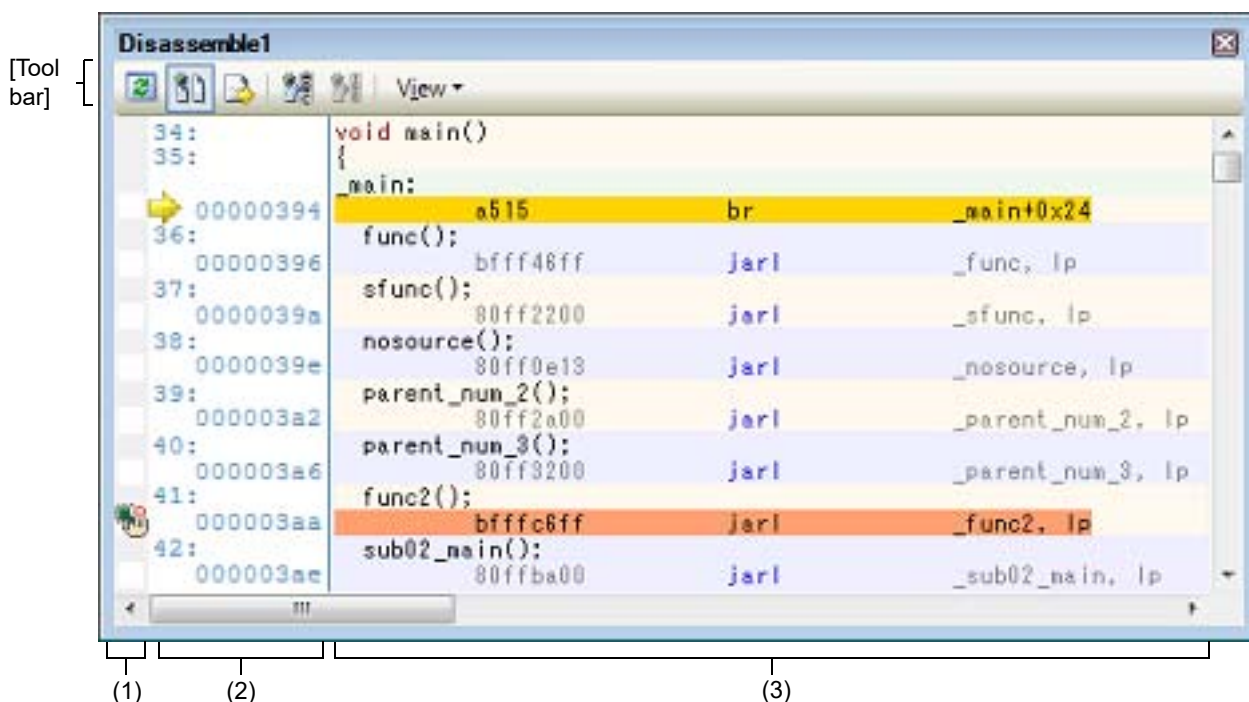 Disassemble1
[Tool bar]
View
34: void main()
35: {
_main:
00000394 a515 br _main+0x24
36: func();
00000396 bfff46ff jarl _func, lp
37: sfunc();
0000039a 80ff2200 jarl _sfunc, lp
38: nosource();
0000039e 80ff0e13 jarl _nosource, lp
39: parent_num_2();
000003a2 80ff2a00 jarl _parent_num_2, lp
40: parent_num_3();
000003a6 80ff3200 jarl _parent_num_3, lp
41: func2();
000003aa bfffc6ff jarl _func2, lp
42: sub02_main();
000003ae 80ffba00 jarl _sub02_main, lp
(1) (2) (3)